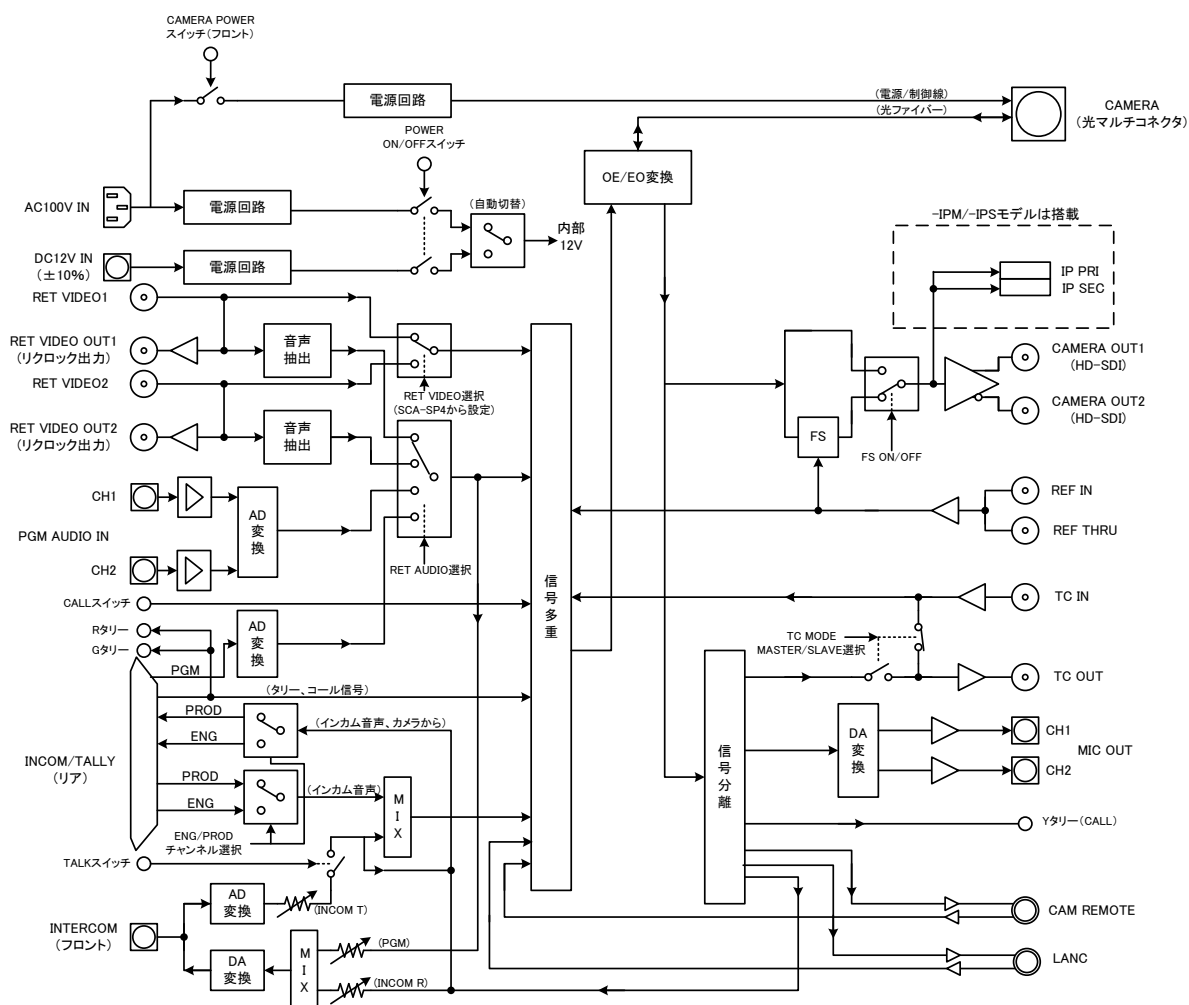 CAMERA POWER
スイッチ(フロント)
電源回路
(電源/制御線)
(光ファイバー)
CAMERA
(光マルチコネクタ)
POWER
ON/OFFスイッチ
OE/EO変換
AC100V IN
電源回路
(自動切替)
内部
12V
-IPM/-IPSモデルは搭載
DC12V IN
(±10%)
電源回路
IP PRI
IP SEC
RET VIDEO1
RET VIDEO OUT1
(リクロック出力)
音声
抽出
CAMERA OUT1
(HD-SDI)
RET VIDEO2
RET VIDEO選択
(SCA-SP4から設定)
CAMERA OUT2
(HD-SDI)
RET VIDEO OUT2
(リクロック出力)
音声
抽出
FS
FS ON/OFF
CH1
PGM AUDIO IN
CH2
AD
変
換
RET AUDIO選択
REF IN
REF THRU
信
号
多
重
CALLスイッチ
Rタリー
Gタリー
AD
変
換
PGM
TC IN
TC MODE
MASTER/SLAVE選択
TC OUT
(タリー、コール信号)
PROD
ENG
(インカム音声、カメラから)
INCOM/TALLY
(リア)
PROD
ENG
(インカム音声)
M
I
X
ENG/PROD
チャンネル選択
信
号
分
離
DA
変
換
CH1
MIC OUT
CH2
Yタリー(CALL)
TALKスイッチ
AD
変換
(INCOM T)
INTERCOM
(フロント)
DA
変換
M
I
X
(PGM)
(INCOM R)
CAM REMOTE
LANC